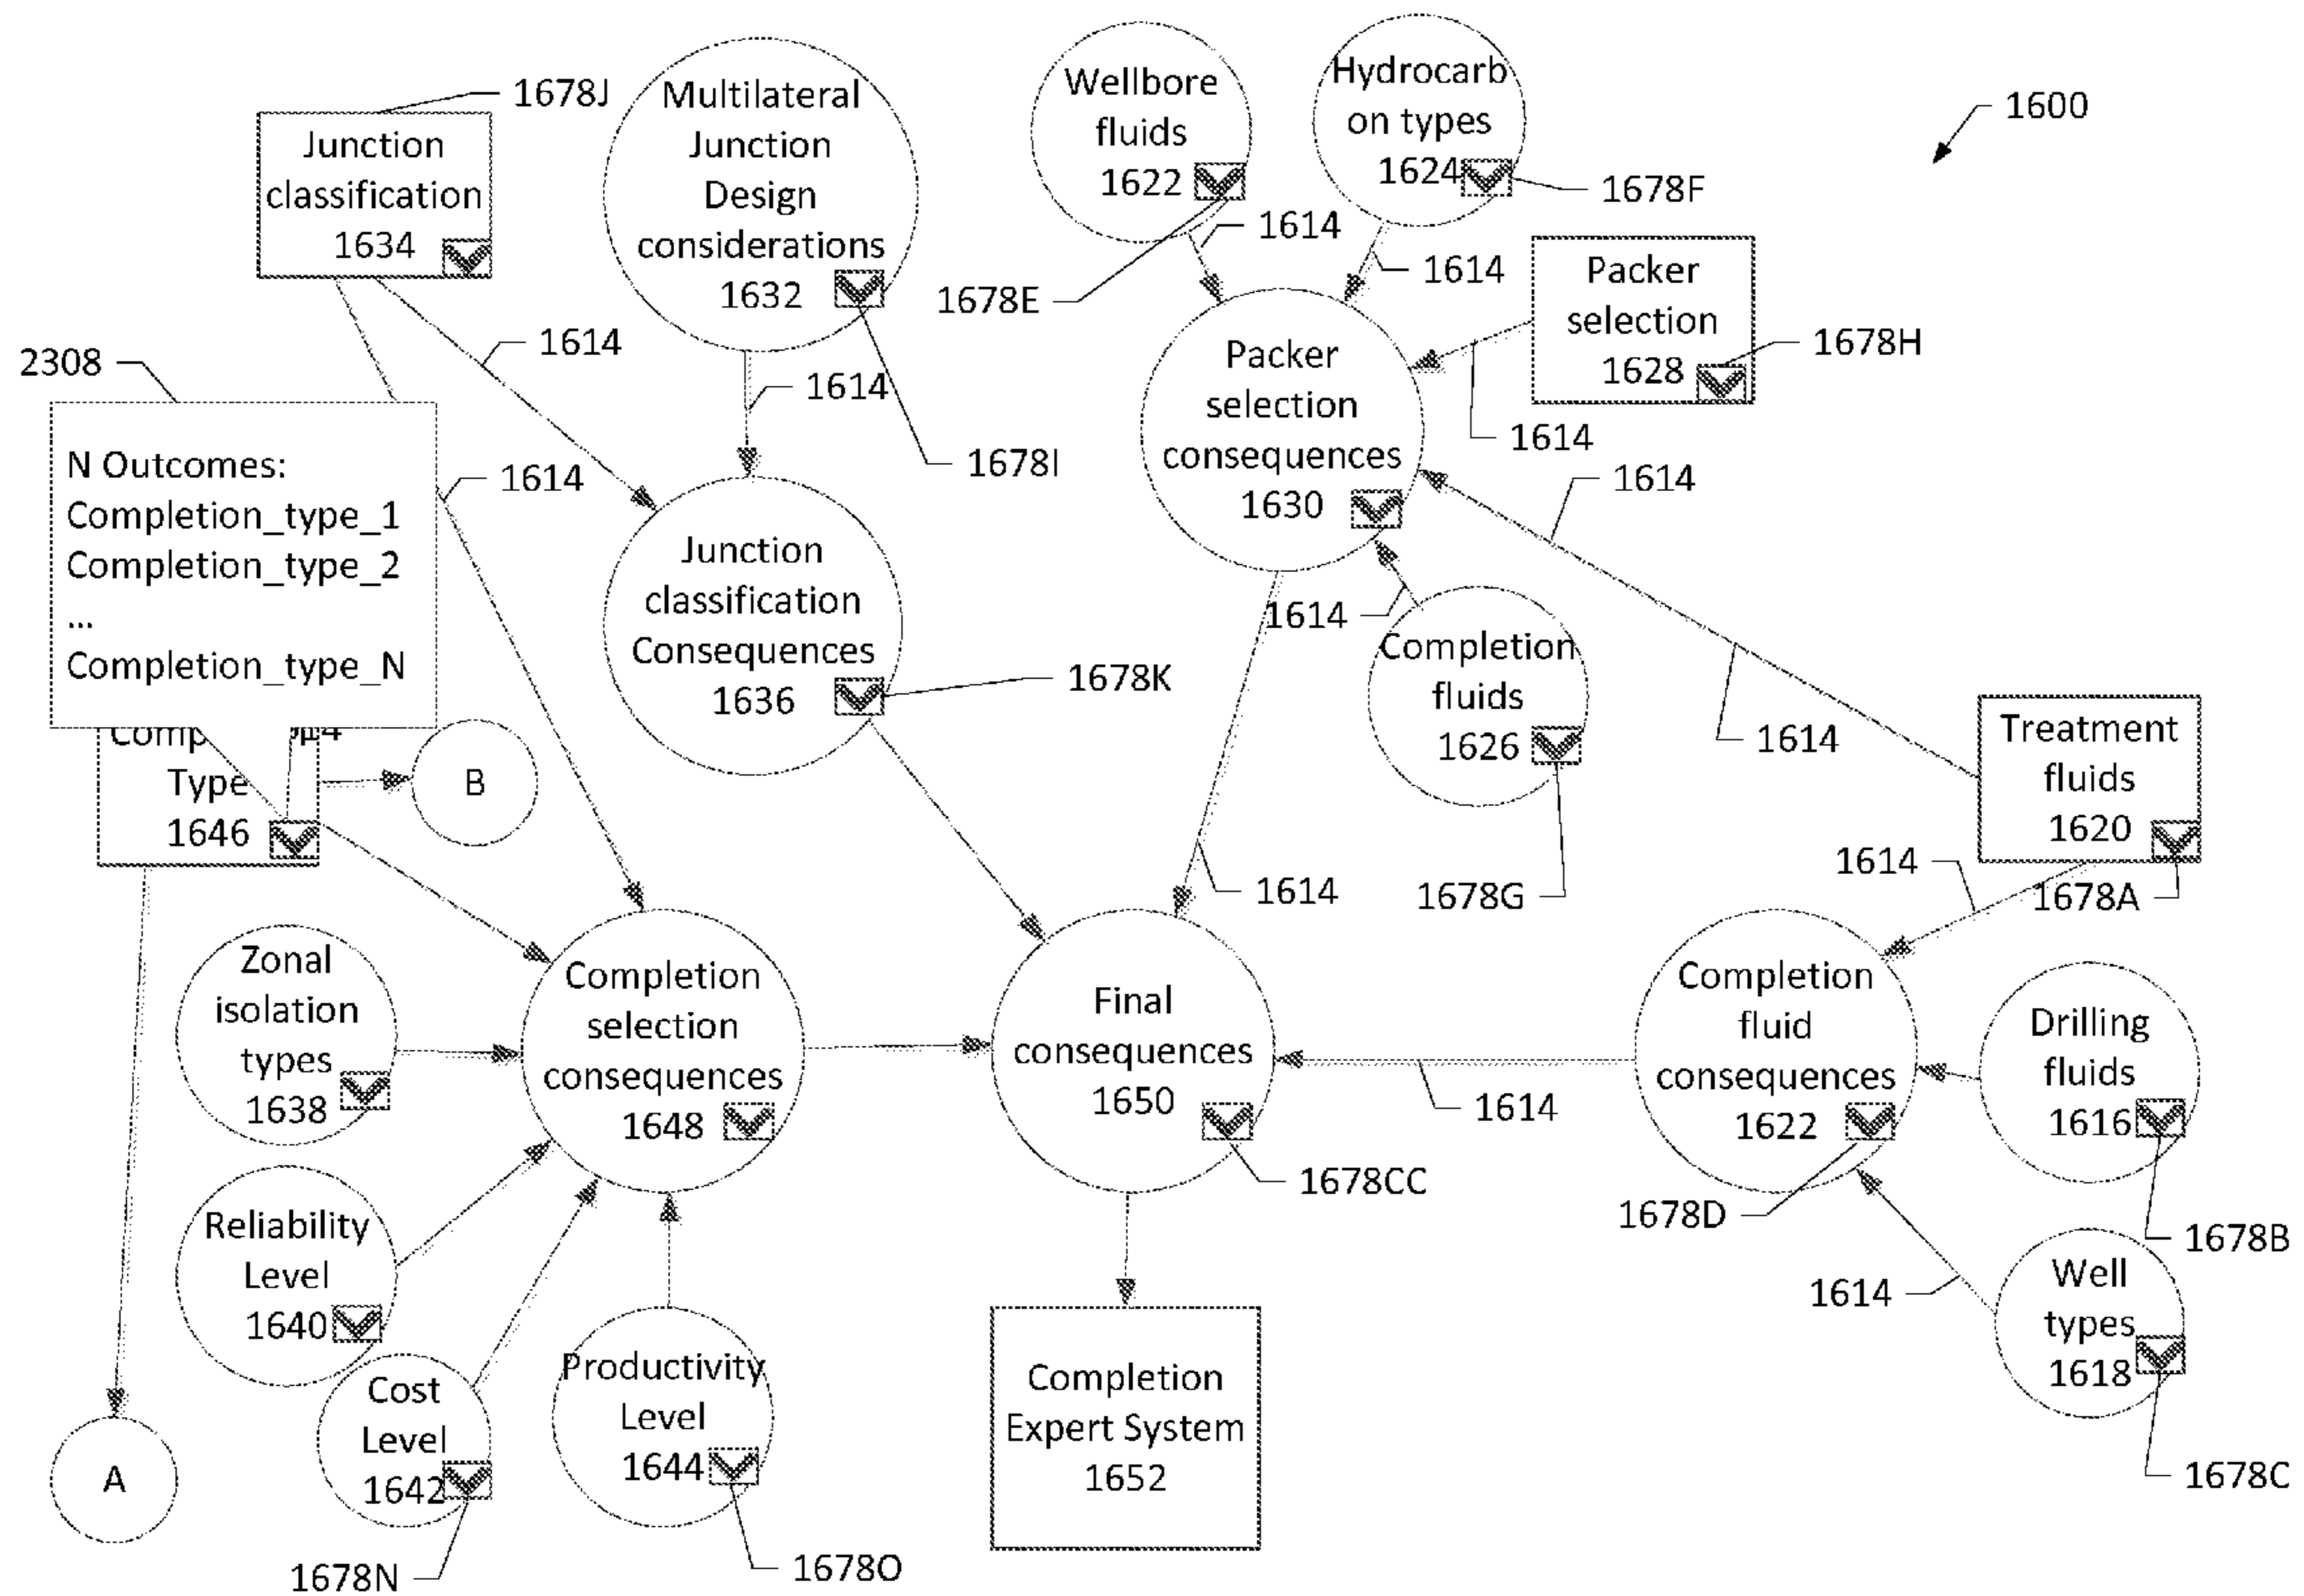 1678J
Junction
classification
1634
Multilateral
Junction
Design
considerations
1632
Wellbore
fluids
1622
Hydrocarb
on types
1624
1600
1678F
1614
1678E
1614
Packer
selection
1628
1678H
2308
1614
1614
Packer
selection
consequences
1630
1614
N Outcomes:
Completion_type_1
Completion_type_2
...
Completion_type_N
1614
1678I
1614
Junction
classification
Consequences
1636
1678K
1614
Completion
fluids
1626
1614
Treatment
fluids
1620
Type
1646
B
1614
1678G
1614
1678A
Zonal
isolation
types
1638
Completion
selection
consequences
1648
Final
consequences
1650
1614
Completion
fluid
consequences
1622
Drilling
fluids
1616
1678CC
1678D
1678B
Reliability
Level
1640
1614
Well
types
1618
Cost
Level
1642
Productivity
Level
1644
Completion
Expert System
1652
1678C
A
1678N
1678O